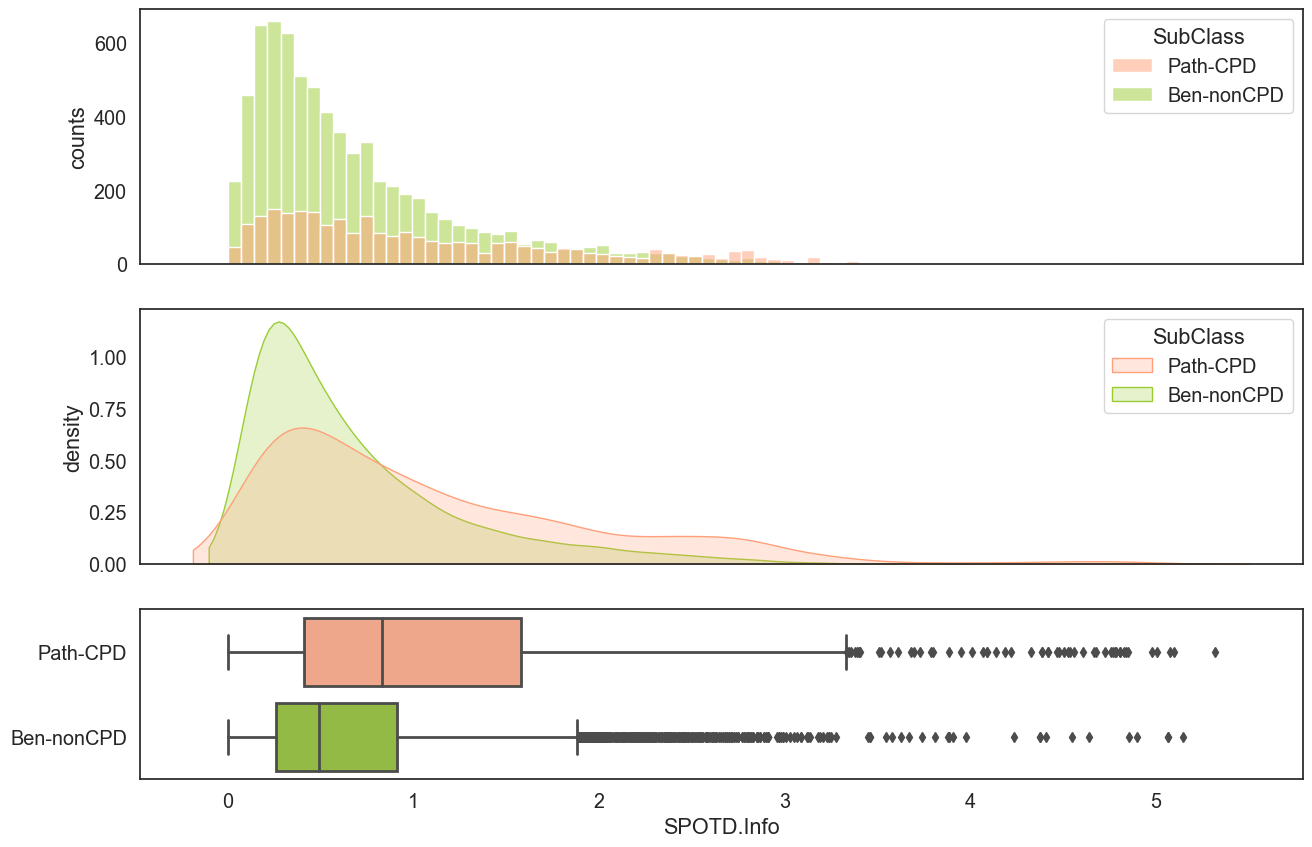 600
400
200
0
counts
SubClass
Path-CPD
Ben-nonCPD
1.00
0.75
0.50
0.25
0.00
density
SubClass
Path-CPD
Ben-nonCPD
Path-CPD
Ben-nonCPD
0 1 2 3 4 5
SPOTD.Info